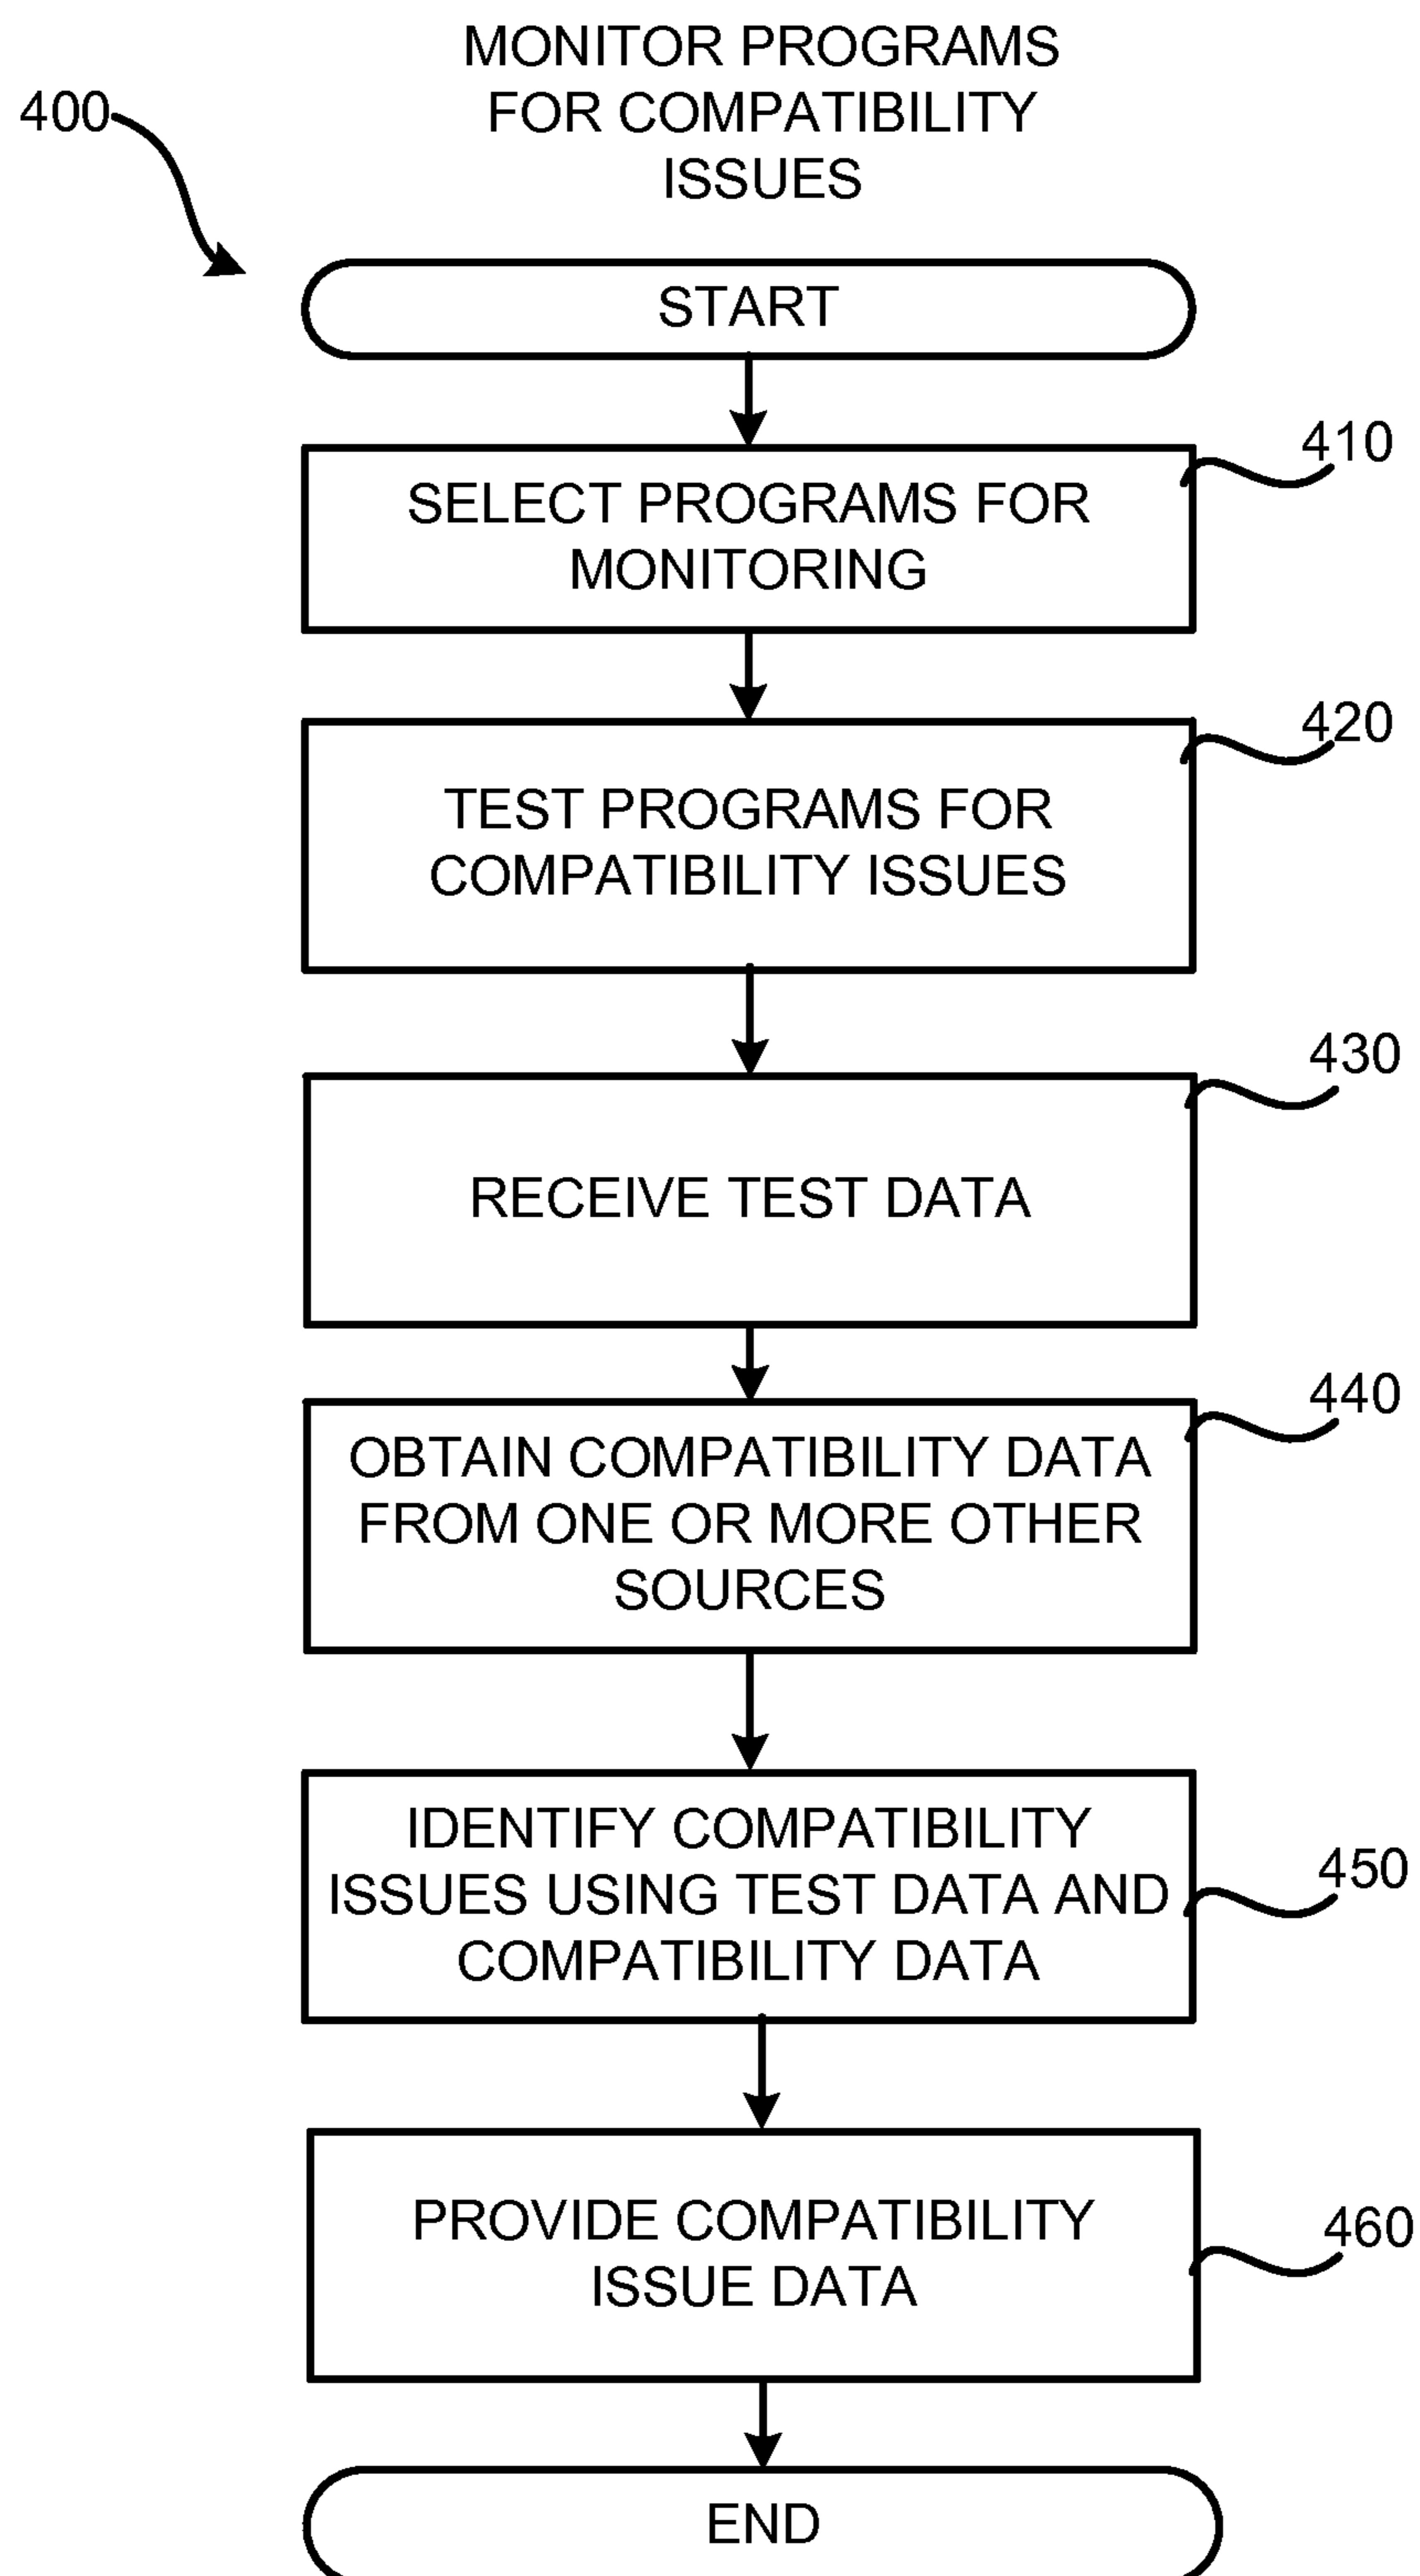 MONITOR PROGRAMS
FOR COMPATIBILITY
ISSUES
400
START
410
SELECT PROGRAMS FOR
MONITORING
420
TEST PROGRAMS FOR
COMPATIBILITY ISSUES
430
RECEIVE TEST DATA
440
OBTAIN COMPATIBILITY DATA
FROM ONE OR MORE OTHER
SOURCES
IDENTIFY COMPATIBILITY
450
ISSUES USING TEST DATA AND
COMPATIBILITY DATA
PROVIDE COMPATIBILITY
460
ISSUE DATA
END